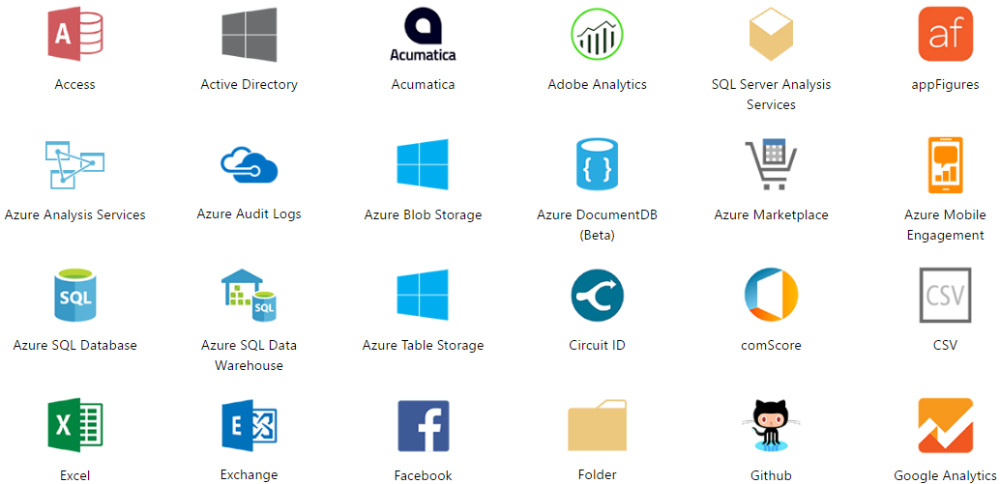 A
Acumatica
af
Access
Active Directory
Acumatica
Adobe Analytics
SQL Server Analysis
Services
appFigures
{ }
Azure Analysis Services
Azure Audit Logs
Azure Blob Storage
Azure DocumentDB
(Beta)
Azure Marketplace
Azure Mobile
Engagement
SQL
SQL
CSV
Azure SQL Database
Azure SQL Data
Warehouse
Azure Table Storage
Circuit ID
comScore
CSV
X
E
f
Excel
Exchange
Facebook
Folder
Github
Google Analytics